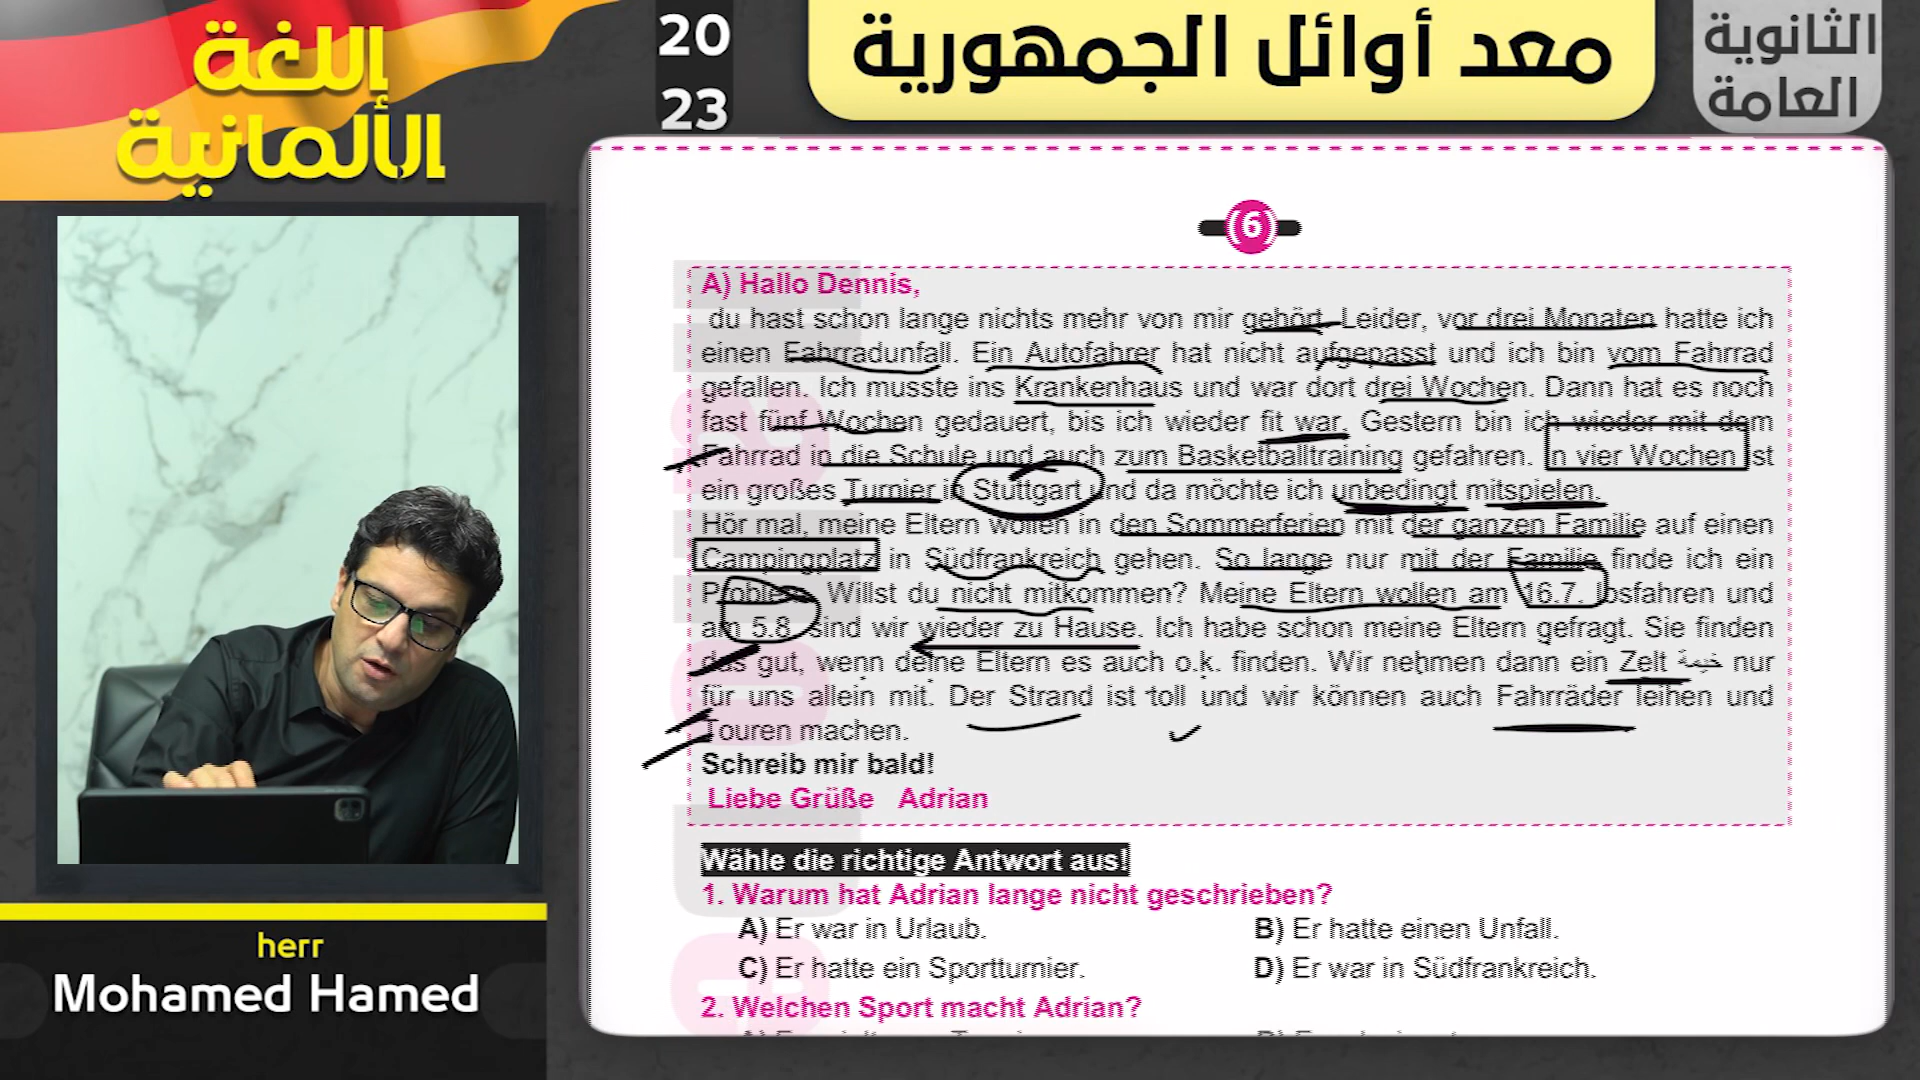 اللغة
الألمانية
20
23
معد أوائل الجمهورية
الثانوية
العامة
6
A) Hallo Dennis,
du hast schon lange nichts mehr von mir gehört. Leider, vor drei Monaten hatte ich
einen Fahrradunfall. Ein Autofahrer hat nicht aufgepasst und ich bin vom Fahrrad
gefallen. Ich musste ins Krankenhaus und war dort drei Wochen. Dann hat es noch
fast fünf Wochen gedauert, bis ich wieder fit war. Gestern bin ich wieder mit dem
Fahrrad in die Schule und auch zum Basketballtraining gefahren. In vier Wochen ist
ein großes Turnier in Stuttgart und da möchte ich unbedingt mitspielen.
Hör mal, meine Eltern wollen in den Sommerferien mit der ganzen Familie auf einen
Campingplatz in Südfrankreich gehen. So lange nur mit der Familie finde ich ein
Problem. Willst du nicht mitkommen? Meine Eltern wollen am 16.7. losfahren und
am 5.8. sind wir wieder zu Hause. Ich habe schon meine Eltern gefragt. Sie finden
das gut, wenn deine Eltern es auch o.k. finden. Wir nehmen dann ein Zelt خيمة nur
für uns allein mit. Der Strand ist toll und wir können auch Fahrräder leihen und
Touren machen.
Schreib mir bald!
Liebe Grüße Adrian
Wähle die richtige Antwort aus!
1. Warum hat Adrian lange nicht geschrieben?
A) Er war in Urlaub. B) Er hatte einen Unfall.
C) Er hatte ein Sportturnier. D) Er war in Südfrankreich.
2. Welchen Sport macht Adrian?
herr
Mohamed Hamed